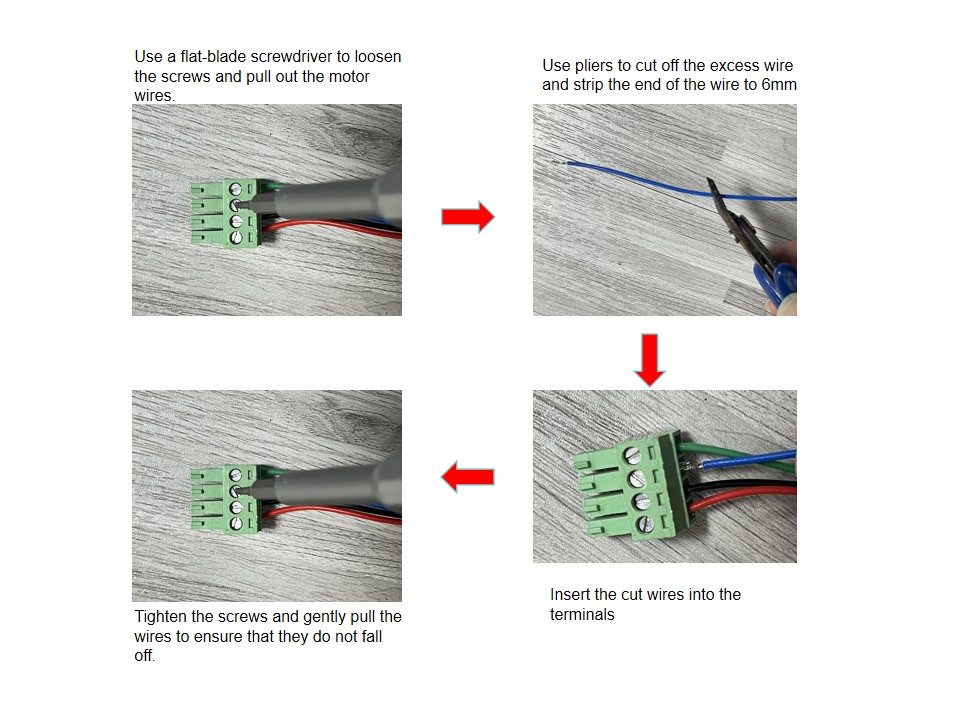 Use a flat-blade screwdriver to loosen
the screws and pull out the motor
wires.
Use pliers to cut off the excess wire
and strip the end of the wire to 6mm
Insert the cut wires into the
terminals
Tighten the screws and gently pull the
wires to ensure that they do not fall
off.